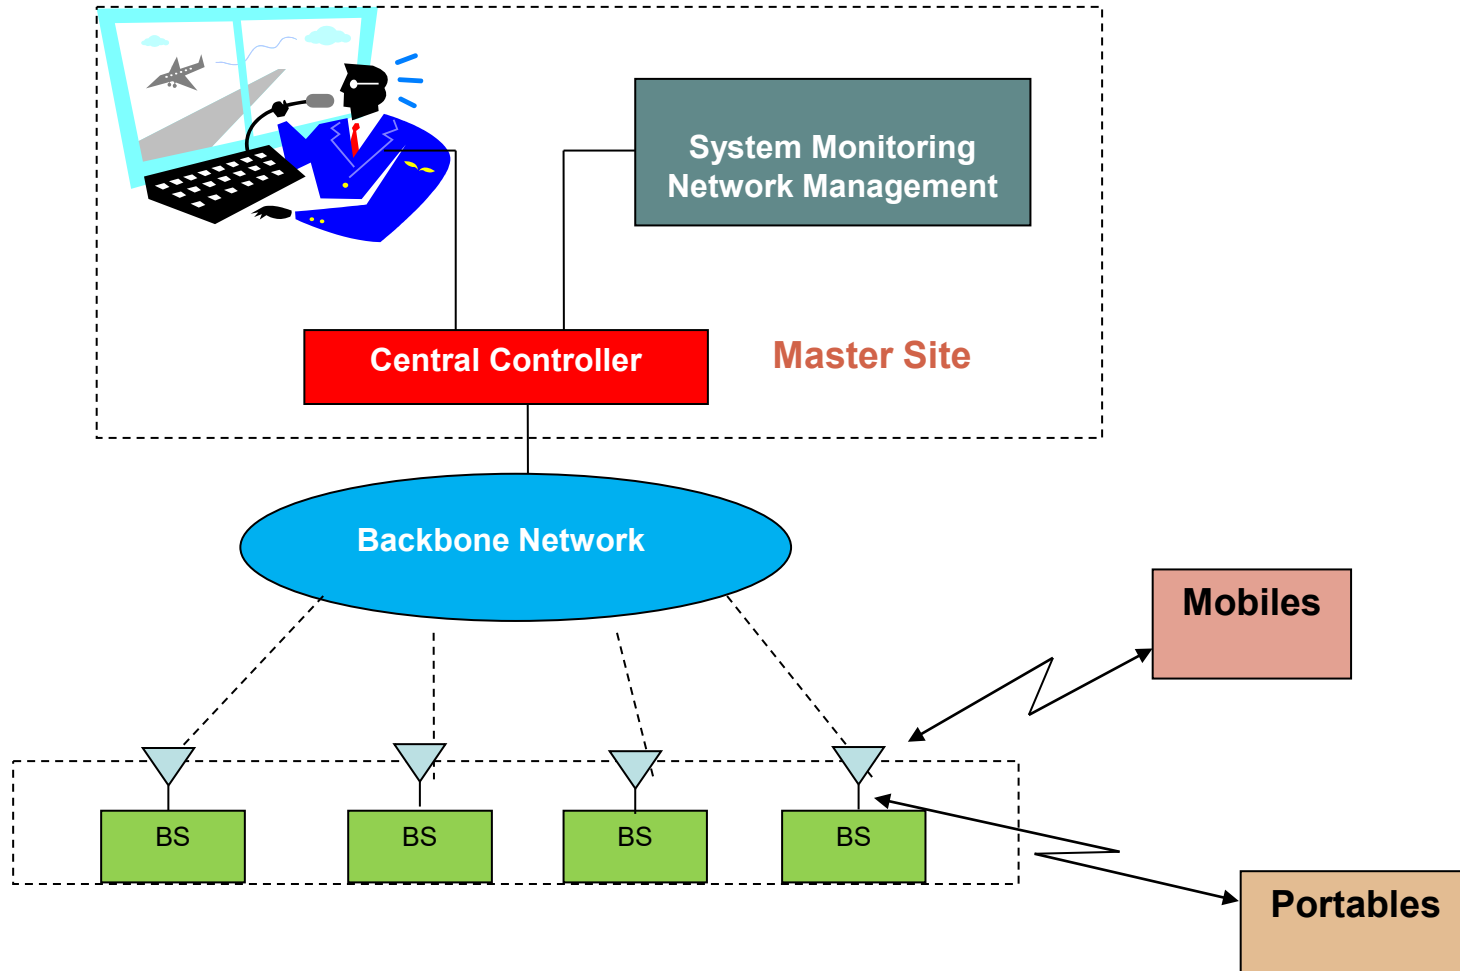 System Monitoring
Network Management
Central Controller
Master Site
Backbone Network
Mobiles
BS
BS
BS
BS
Portables